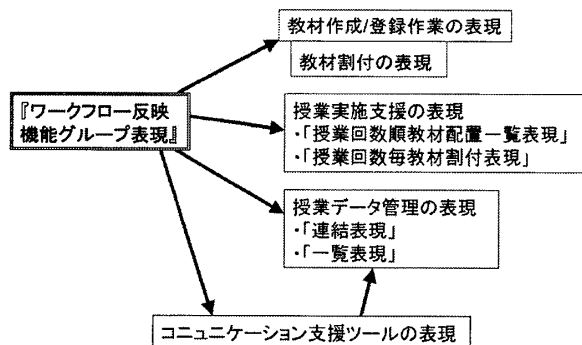 教材作成/登録作業の表現
教材割付の表現
『ワークフロー反映
機能グループ表現』
授業実施支援の表現
・「授業回数順教材配置一覧表現」
・「授業回数毎教材割付表現」
授業データ管理の表現
・「連結表現」
・「一覧表現」
コニュニケーション支援ツールの表現